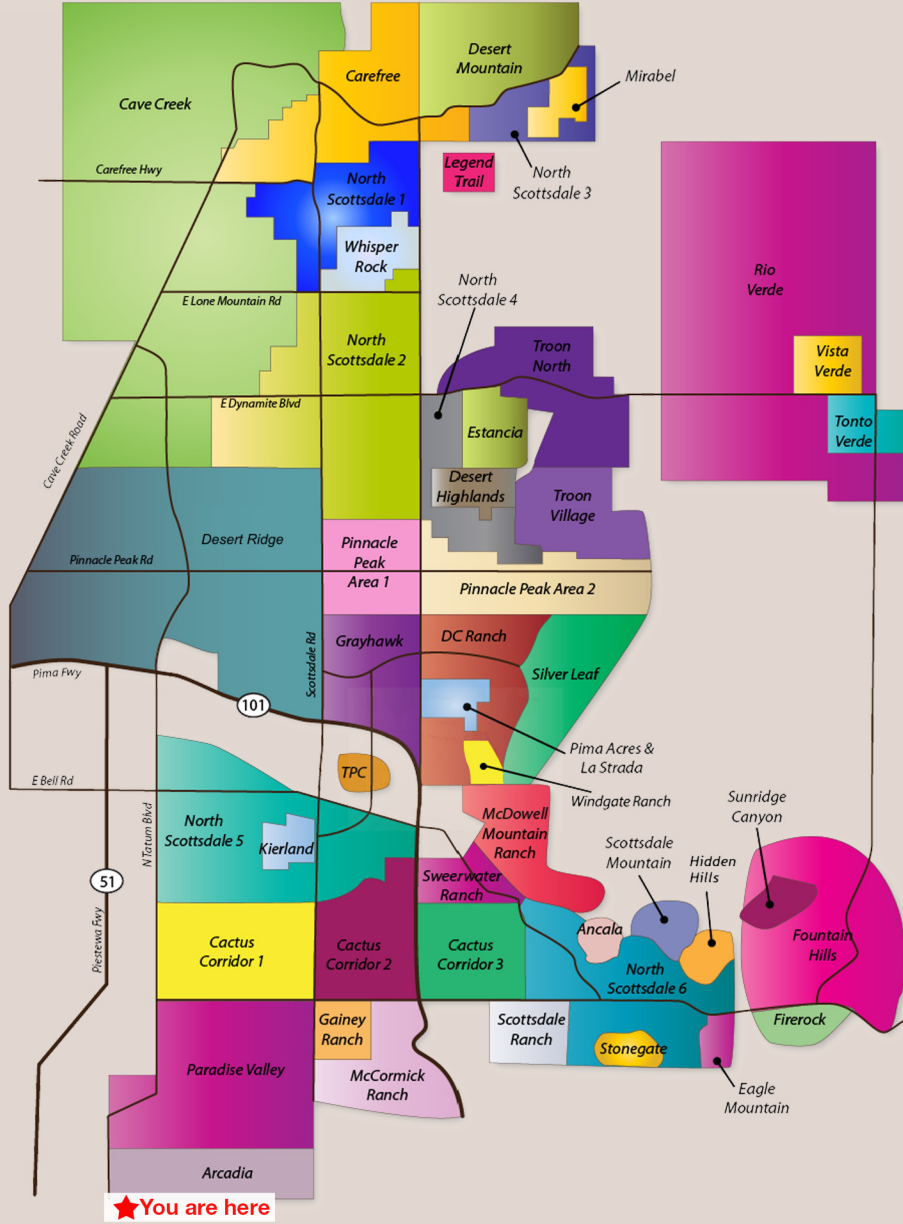 Cave Creek
Carefree
Desert
Mountain
Mirabel
Carefree Hwy
Legend
Trail
North
Scottsdale 3
North
Scottsdale 1
Whisper
Rock
Rio
Verde
E Lone Mountain Rd
North
Scottsdale 4
North
Scottsdale 2
Troon
North
Vista
Verde
E Dynamite Blvd
Cave Creek Road
Estancia
Tonto
Verde
Desert
Highlands
Troon
Village
Desert Ridge
Pinnacle Peak Rd
Pinnacle
Peak
Area 1
Pinnacle Peak Area 2
Grayhawk
DC Ranch
Scottsdale Rd
Silver Leaf
Pima Fwy
101
Pima Acres &
La Strada
TPC
E Bell Rd
Windgate Ranch
N Tatum Blvd
North
Scottsdale 5
Kierland
McDowell
Mountain
Ranch
Sunridge
Canyon
Scottsdale
Mountain
Hidden
Hills
51
Sweerwater
Ranch
Piestewa Fwy
Cactus
Corridor 1
Cactus
Corridor 2
Cactus
Corridor 3
Ancala
North
Scottsdale 6
Fountain
Hills
Gainey
Ranch
Scottsdale
Ranch
Stonegate
Firerock
Paradise Valley
McCormick
Ranch
Eagle
Mountain
Arcadia
You are here